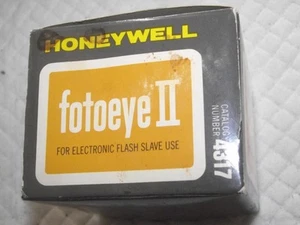 HONEYWELL
fotoeye II
FOR ELECTRONIC FLASH SLAVE USE
CATALOG
NUMBER 4517